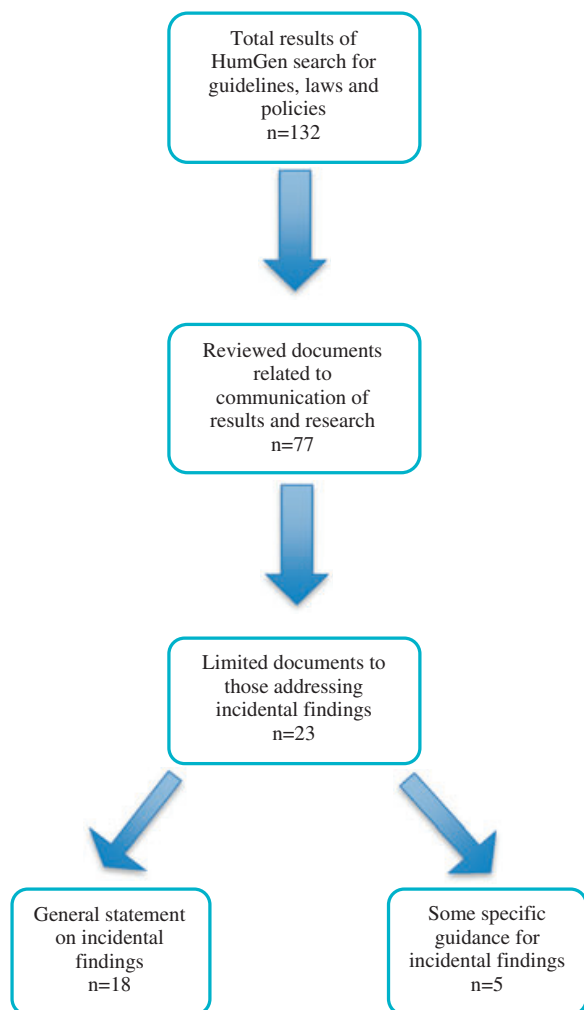 Total results of
HumGen search for
guidelines, laws and
policies
n=132
Reviewed documents
related to
communication of
results and research
n=77
Limited documents to
those addressing
incidental findings
n=23
General statement
on incidental
findings
n=18
Some specific
guidance for
incidental findings
n=5